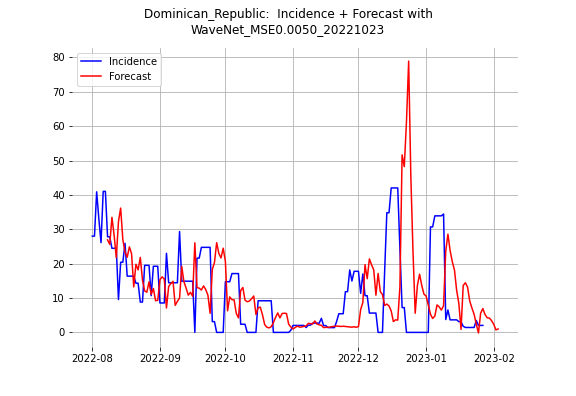 Dominican_Republic:  Incidence + Forecast with
WaveNet_MSE0.0050_20221023
Incidence
Forecast
80
70
60
50
40
30
20
10
0
2022-08 2022-09 2022-10 2022-11 2022-12 2023-01 2023-02